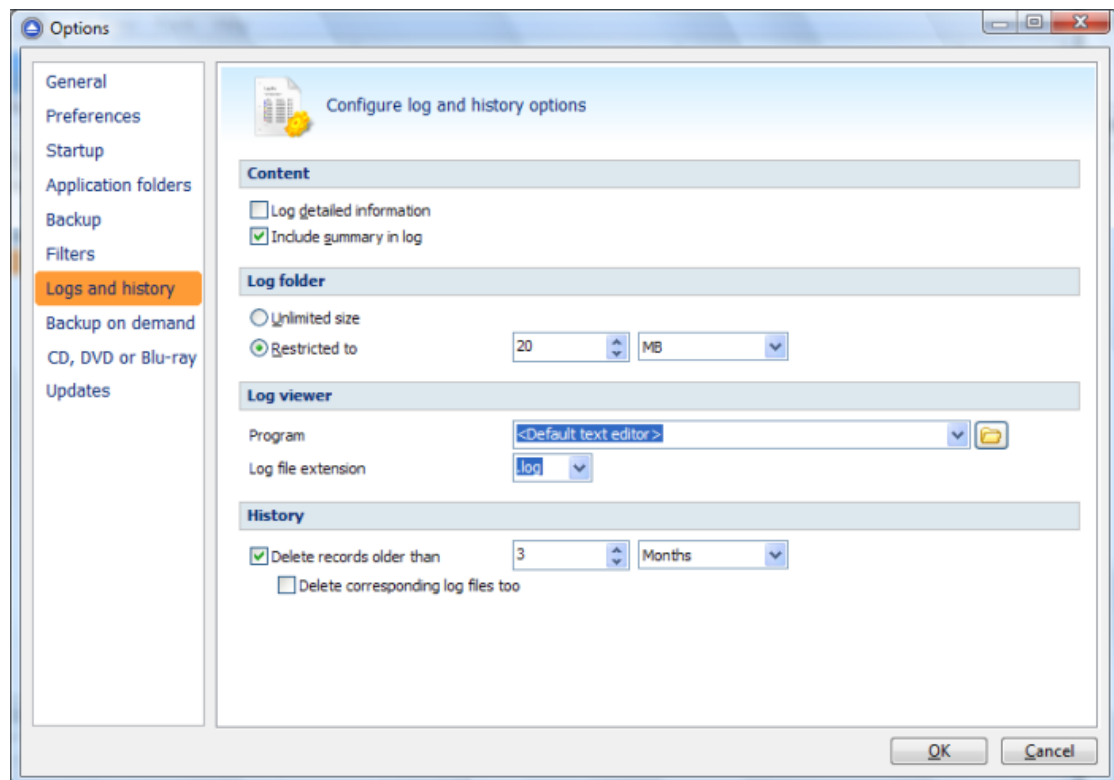 Options
General
Preferences
Startup
Application folders
Backup
Filters
Logs and history
Backup on demand
CD, DVD or Blu-ray
Updates
Configure log and history options
Content
Log detailed information
Include summary in log
Log folder
Unlimited size
Restricted to 20 MB
Log viewer
Program <Default text editor>
Log file extension .log
History
Delete records older than 3 Months
Delete corresponding log files too
OK Cancel